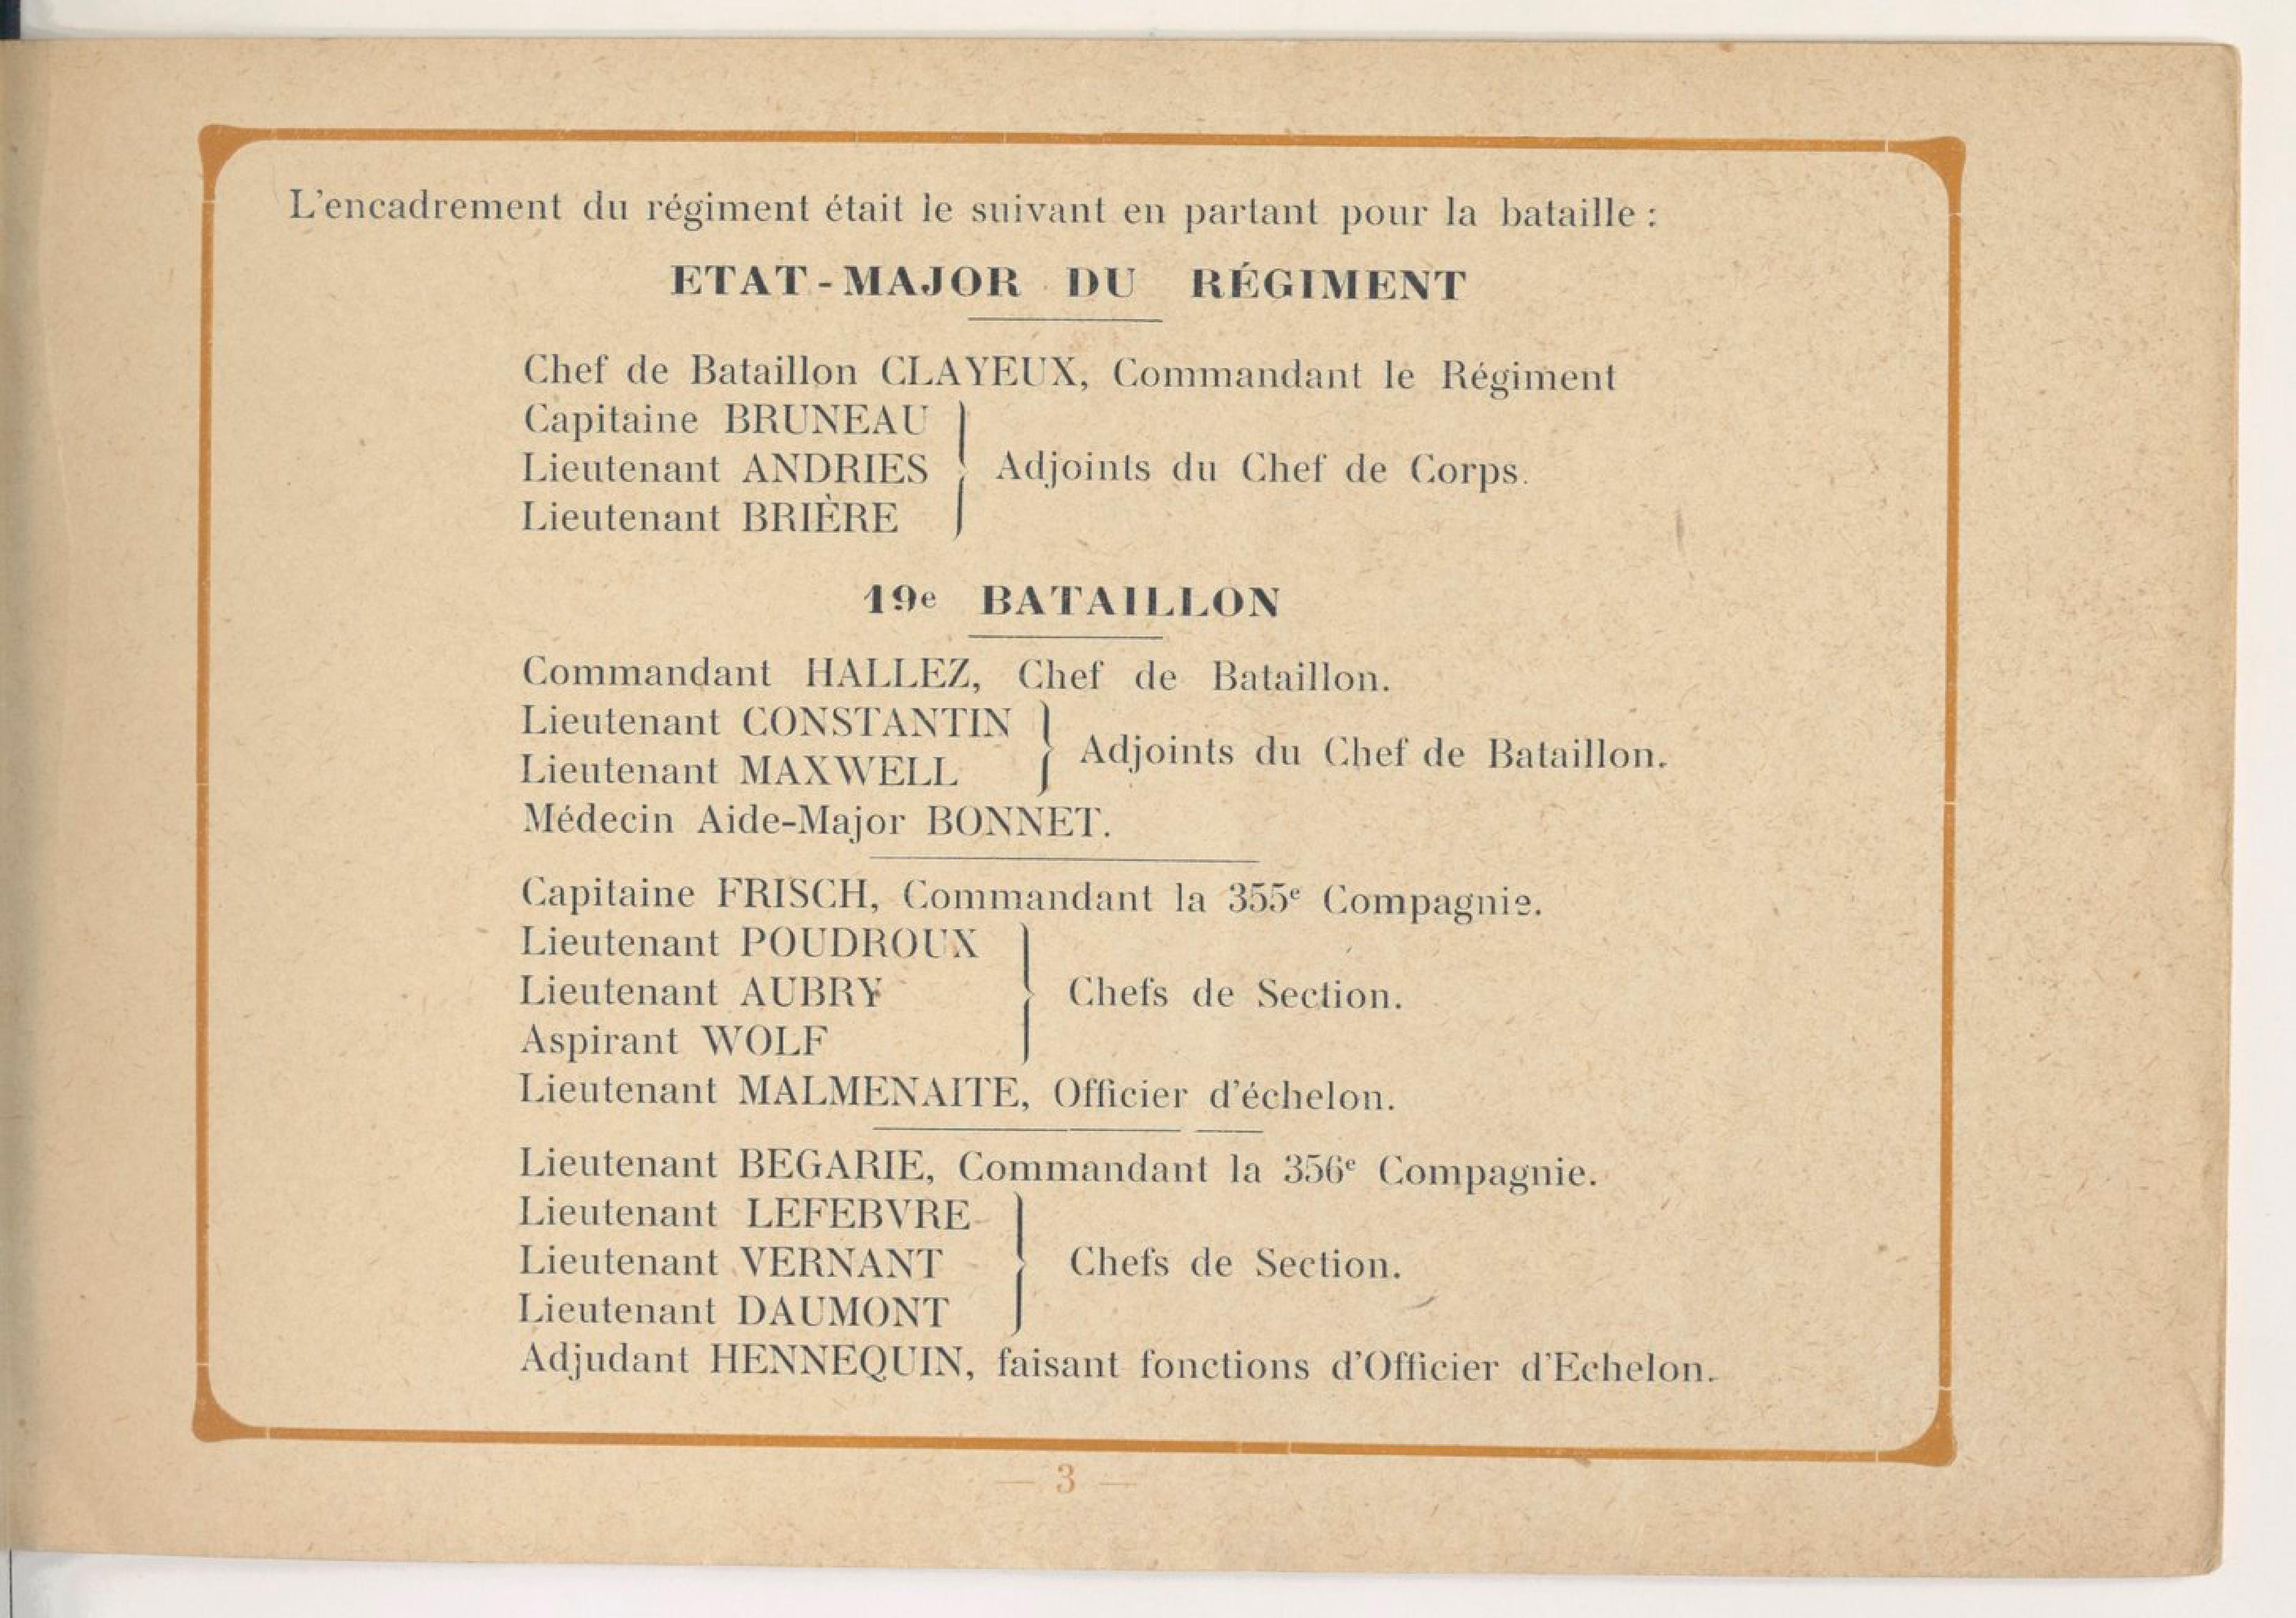 L'encadrement du régiment était le suivant en partant pour la bataille :
ETAT-MAJOR DU RÉGIMENT
Chef de Bataillon CLAYEUX, Commandant le Régiment
Capitaine BRUNEAU
Lieutenant ANDRIES } Adjoints du Chef de Corps.
Lieutenant BRIÈRE
19e BATAILLON
Commandant HALLEZ, Chef de Bataillon.
Lieutenant CONSTANTIN
Lieutenant MAXWELL } Adjoints du Chef de Bataillon.
Médecin Aide-Major BONNET.
Capitaine FRISCH, Commandant la 355e Compagnie.
Lieutenant POUDROUX
Lieutenant AUBRY } Chefs de Section.
Aspirant WOLF
Lieutenant MALMENAITE, Officier d'échelon.
Lieutenant BEGARIE, Commandant la 356e Compagnie.
Lieutenant LEFEBVRE
Lieutenant VERNANT } Chefs de Section.
Lieutenant DAUMONT
Adjudant HENNEQUIN, faisant fonctions d'Officier d'Echelon.
— 3 —